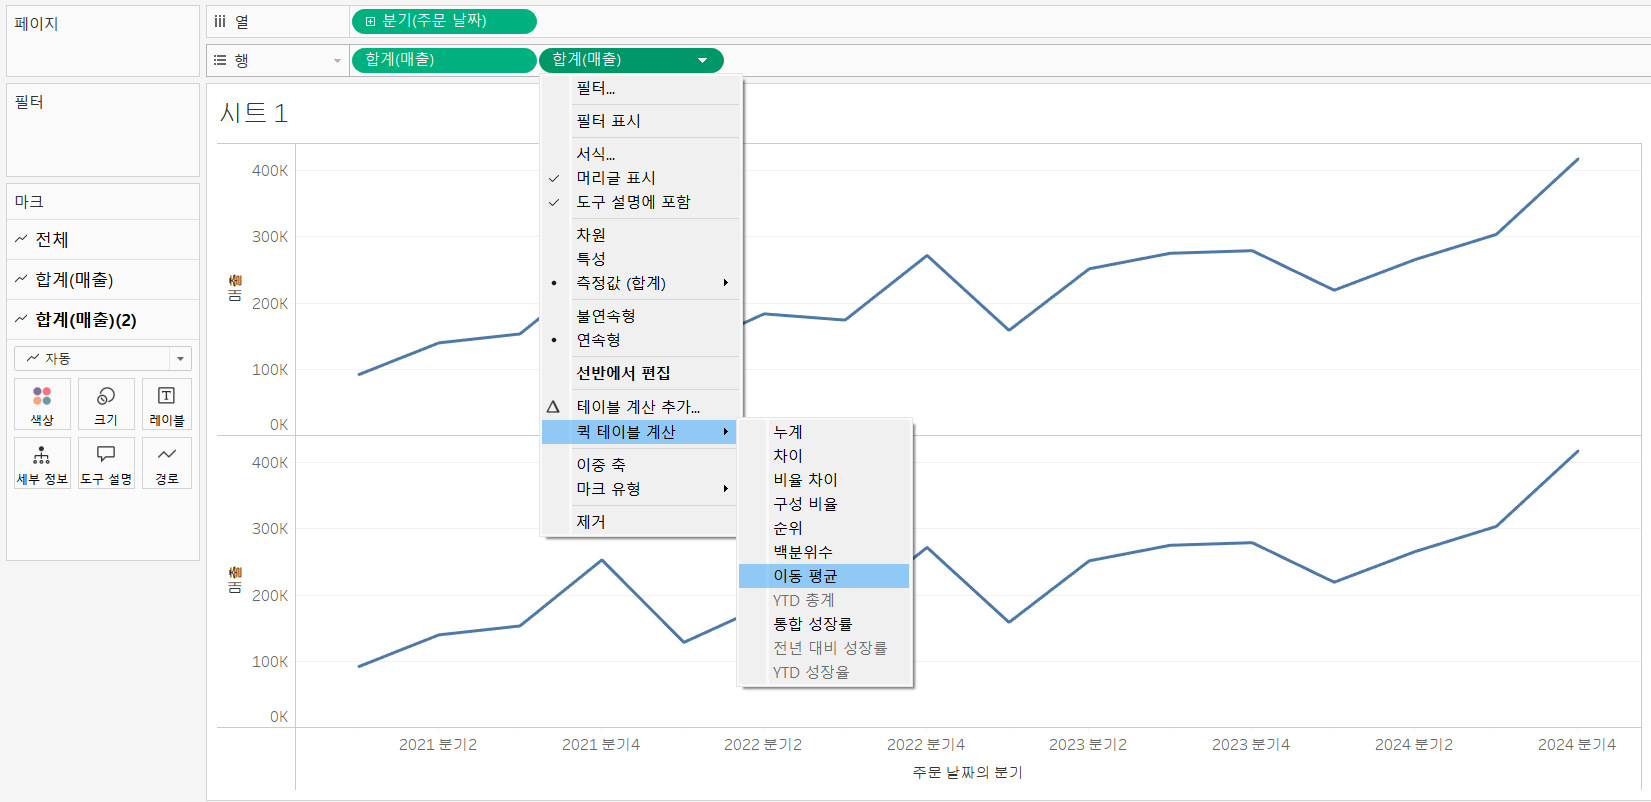 페이지
필터
마크
전체
합계(매출)
합계(매출)(2)
자동
색상
크기
레이블
세부 정보
도구 설명
경로
열
분기(주문 날짜)
행
합계(매출)
합계(매출)
시트 1
400K
300K
200K
100K
0K
매출
400K
300K
200K
100K
0K
매출
2021 분기2
2021 분기4
2022 분기2
2022 분기4
2023 분기2
2023 분기4
2024 분기2
2024 분기4
주문 날짜의 분기
필터...
필터 표시
서식...
머리글 표시
도구 설명에 포함
차원
특성
측정값 (합계)
불연속형
연속형
선반에서 편집
테이블 계산 추가...
퀵 테이블 계산
이중 축
마크 유형
제거
누계
차이
비율 차이
구성 비율
순위
백분위수
이동 평균
YTD 총계
통합 성장률
전년 대비 성장률
YTD 성장율